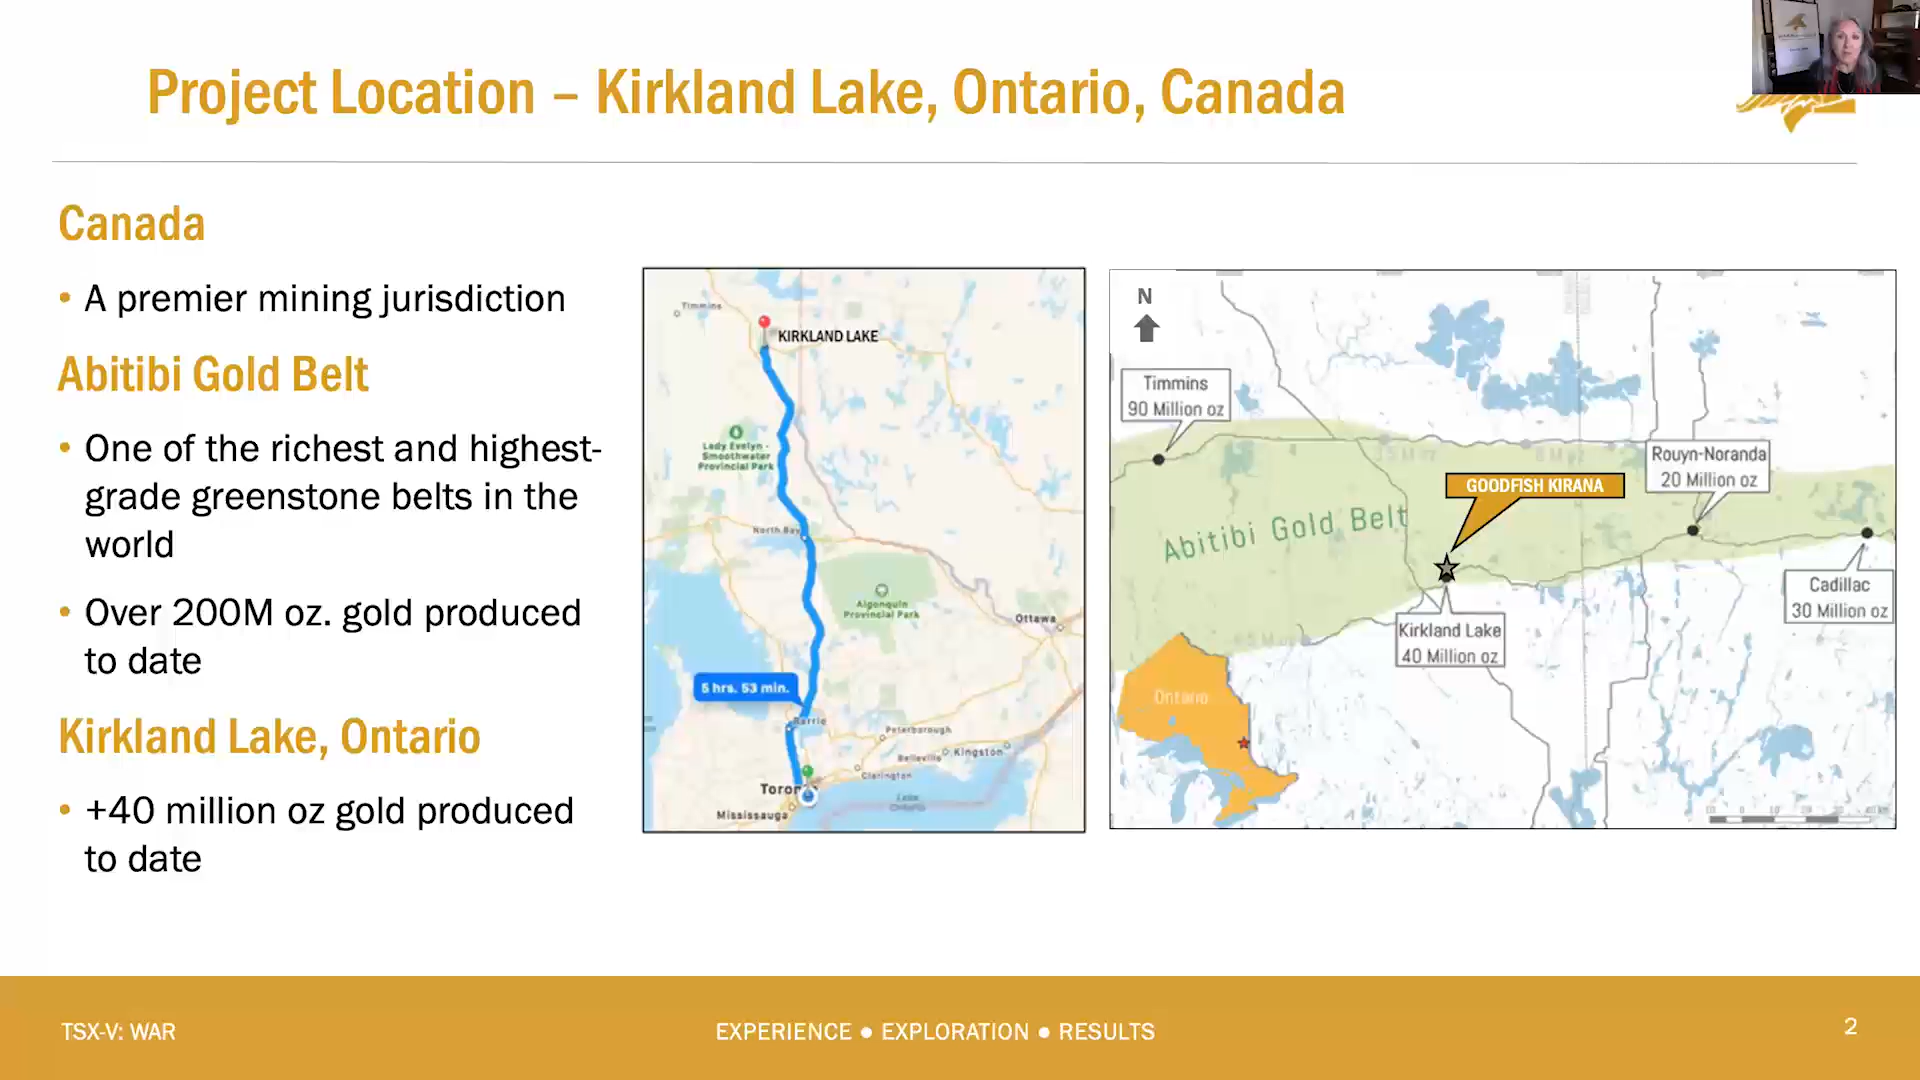 Project Location – Kirkland Lake, Ontario, Canada
Canada
• A premier mining jurisdiction
Abitibi Gold Belt
• One of the richest and highest-
grade greenstone belts in the
world
• Over 200M oz. gold produced
to date
Kirkland Lake, Ontario
• +40 million oz gold produced
to date
Timmins
KIRKLAND LAKE
Lady Evelyn -
Smoothwater
Provincial Park
North Bay
Algonquin
Provincial Park
Ottawa
5 hrs. 53 min.
Barrie
Peterborough
Belleville
Kingston
Clarington
Toron
Lake
Mississauga
N
Timmins
90 Million oz
Rouyn-Noranda
20 Million oz
GOODFISH KIRANA
Abitibi Gold Belt
Cadillac
30 Million oz
Kirkland Lake
40 Million oz
Ontario
TSX-V: WAR
EXPERIENCE ● EXPLORATION ● RESULTS
2